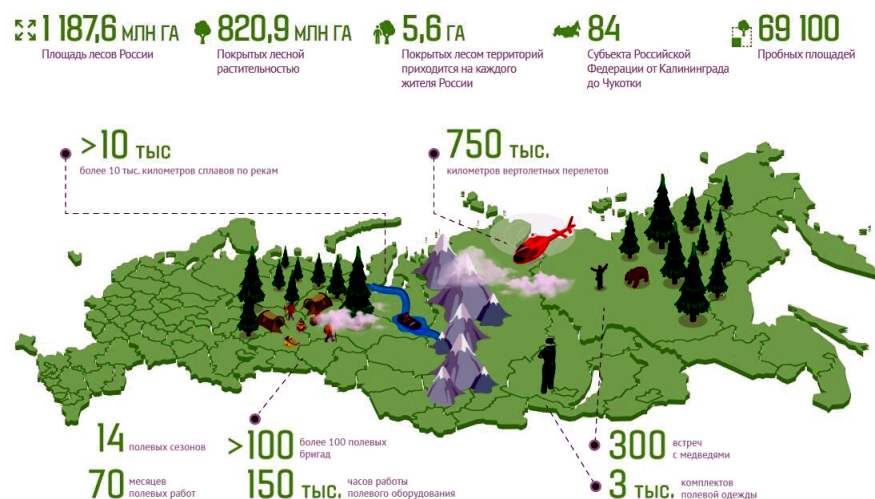 1 187,6 МЛН ГА
Площадь лесов России
820,9 МЛН ГА
Покрытых лесной
растительностью
5,6 ГА
Покрытых лесом территорий
приходится на каждого
жителя России
84
Субъекта Российской
Федерации от Калининграда
до Чукотки
69 100
Пробных площадей
>10 ТЫС
более 10 тыс. километров сплавов по рекам
750 ТЫС.
километров вертолетных перелетов
14 полевых сезонов
70 месяцев
полевых работ
>100 более 100 полевых
бригад
150 ТЫС. часов работы
полевого оборудования
300 встреч
с медведями
3 ТЫС. комплектов
полевой одежды